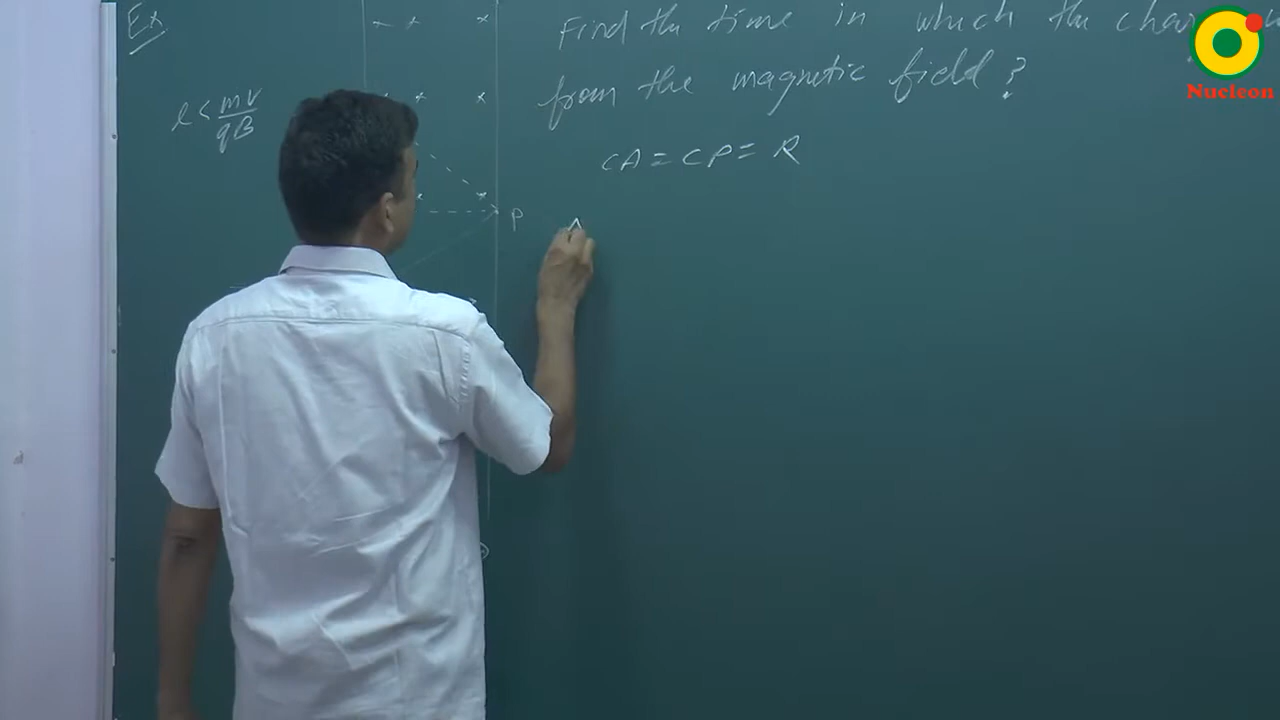 Ex
Find the time in which the char
from the magnetic field ?
Nucleon
l < mv/qB
CA = CP = R
P